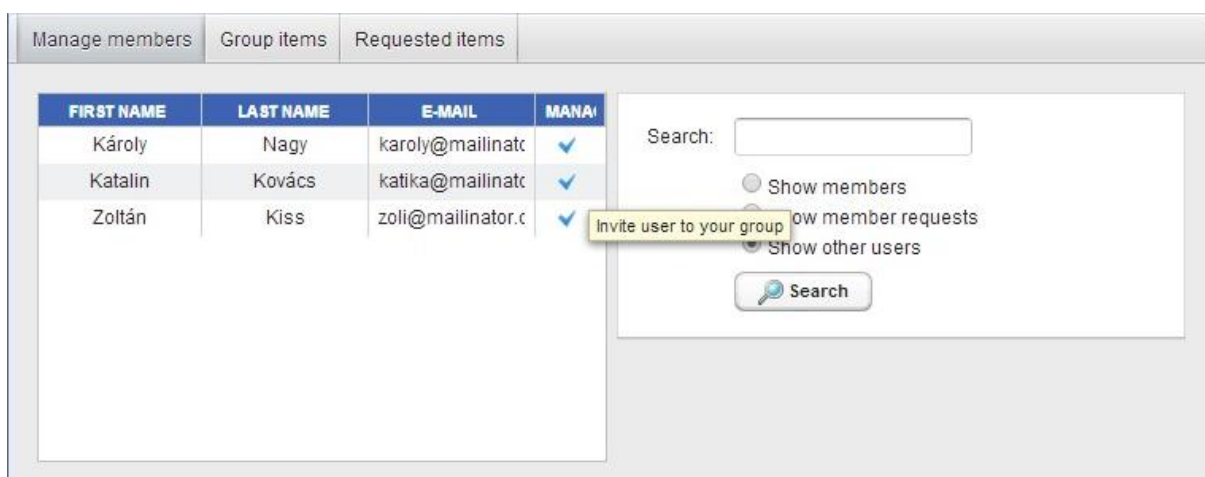 Manage members Group items Requested items
FIRST NAME LAST NAME E-MAIL MANA
Károly Nagy karoly@mailinatc
Katalin Kovács katika@mailinatc
Zoltán Kiss zoli@mailinator.c
Search:
Show members
Invite user to your group
ow member requests
Show other users
Search